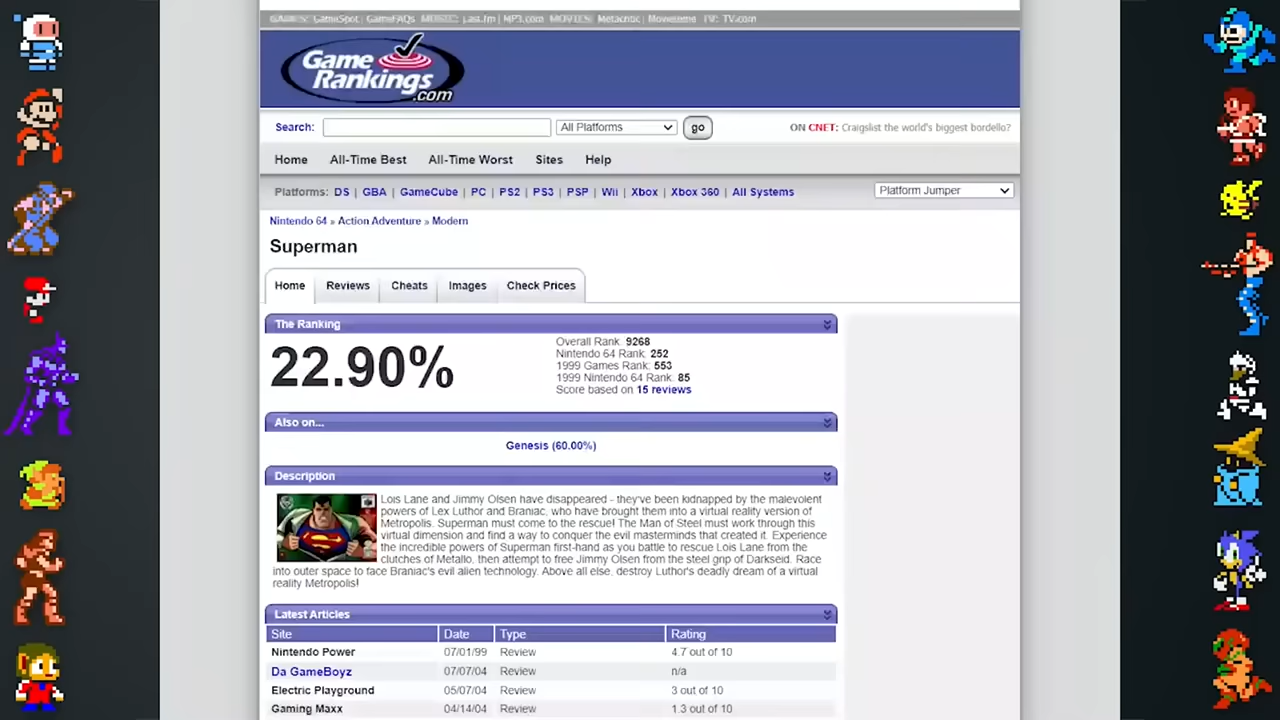 GAMES: GameSpot | GameFAQs MUSIC: Last.fm | MP3.com MOVIES: Metacritic | Movietome TV: TV.com
Game
Rankings
.com
Search: All Platforms go ON CNET: Craigslist the world's biggest bordello?
Home All-Time Best All-Time Worst Sites Help
Platforms: DS | GBA | GameCube | PC | PS2 | PS3 | PSP | Wii | Xbox | Xbox 360 | All Systems Platform Jumper
Nintendo 64 » Action Adventure » Modern
Superman
Home Reviews Cheats Images Check Prices
The Ranking
22.90%
Overall Rank: 9268
Nintendo 64 Rank: 252
1999 Games Rank: 553
1999 Nintendo 64 Rank: 85
Score based on 15 reviews
Also on...
Genesis (60.00%)
Description
Lois Lane and Jimmy Olsen have disappeared - they've been kidnapped by the malevolent
powers of Lex Luthor and Braniac, who have brought them into a virtual reality version of
Metropolis. Superman must come to the rescue! The Man of Steel must work through this
virtual dimension and find a way to conquer the evil masterminds that created it. Experience
the incredible powers of Superman first-hand as you battle to rescue Lois Lane from the
clutches of Metallo, then attempt to free Jimmy Olsen from the steel grip of Darkseid. Race
into outer space to face Braniac's evil alien technology. Above all else, destroy Luthor's deadly dream of a virtual
reality Metropolis!
Latest Articles
Site Date Type Rating
Nintendo Power 07/01/99 Review 4.7 out of 10
Da GameBoyz 07/07/04 Review n/a
Electric Playground 05/07/04 Review 3 out of 10
Gaming Maxx 04/14/04 Review 1.3 out of 10